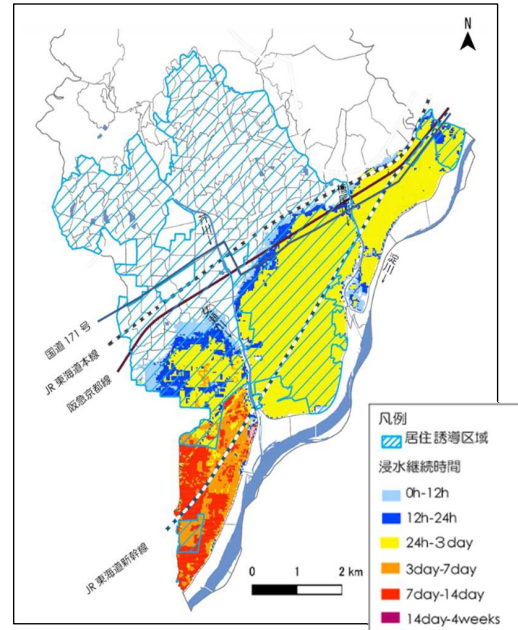 N
国道171号
JR東海道本線
阪急京都線
JR東海道新幹線
0 1 2 km
凡例
居住誘導区域
浸水継続時間
0h-12h
12h-24h
24h-3day
3day-7day
7day-14day
14day-4weeks